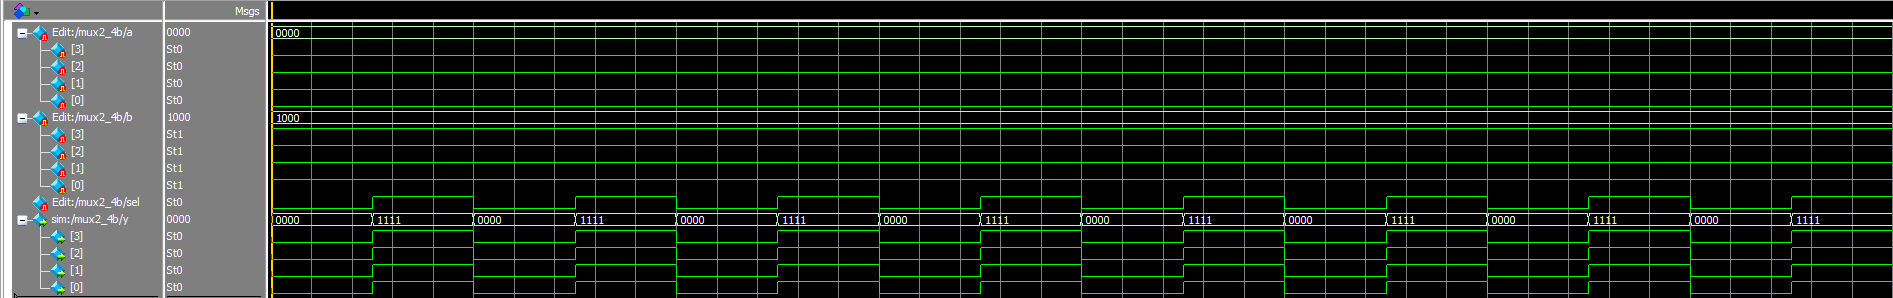 Msgs
Edit:/mux2_4b/a 0000 0000
[3] St0
[2] St0
[1] St0
[0] St0
Edit:/mux2_4b/b 1000 1000
[3] St1
[2] St1
[1] St1
[0] St1
Edit:/mux2_4b/sel St0
sim:/mux2_4b/y 0000 0000 1111 0000 1111 0000 1111 0000 1111 0000 1111 0000 1111 0000 1111 0000 1111
[3] St0
[2] St0
[1] St0
[0] St0